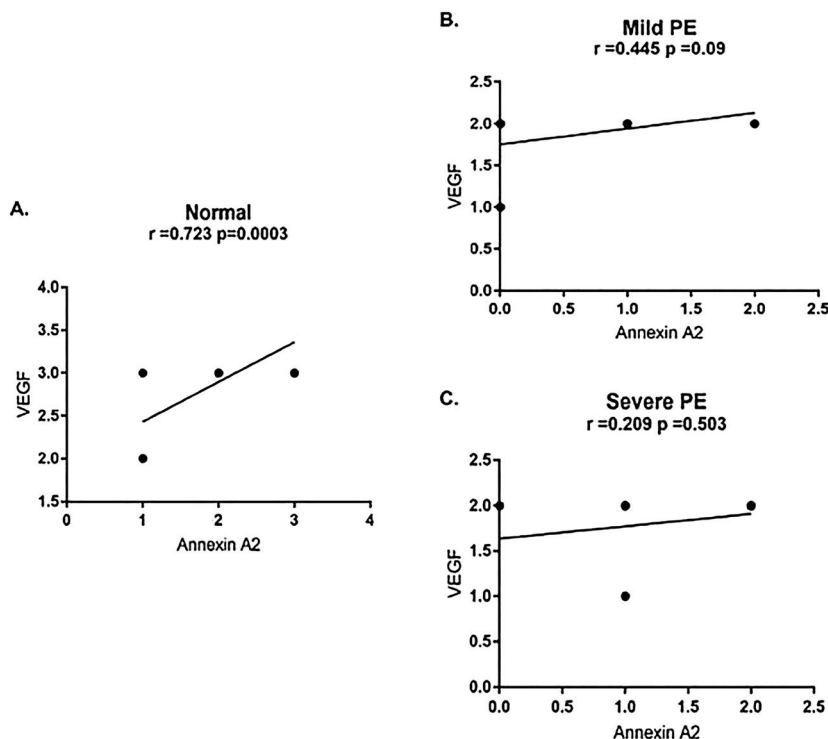 A.
Normal
r =0.723 p=0.0003
VEGF
4.0
3.5
3.0
2.5
2.0
1.5
0
1
2
3
4
Annexin A2
B.
Mild PE
r =0.445 p =0.09
VEGF
2.5
2.0
1.5
1.0
0.5
0.0
0.0
0.5
1.0
1.5
2.0
2.5
Annexin A2
C.
Severe PE
r =0.209 p =0.503
VEGF
2.5
2.0
1.5
1.0
0.5
0.0
0.0
0.5
1.0
1.5
2.0
2.5
Annexin A2